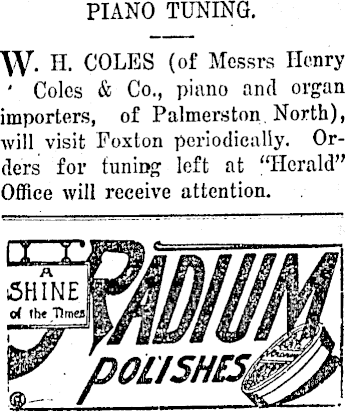 PIANO TUNING.
W. H. COLES (of Messrs Henry
Coles & Co., piano and organ
importers, of Palmerston North),
will visit Foxton periodically. Or-
ders for tuning left at "Herald"
Office will receive attention.
A
SHINE
of the Times
RADIUM
POLISHES